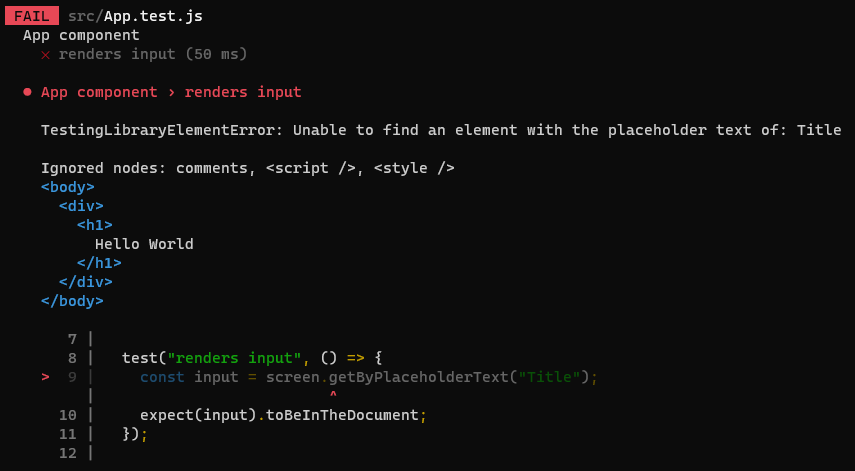 FAIL src/App.test.js
App component
✕ renders input (50 ms)
● App component › renders input
TestingLibraryElementError: Unable to find an element with the placeholder text of: Title
Ignored nodes: comments, <script />, <style />
<body>
<div>
<h1>
Hello World
</h1>
</div>
</body>
7 |
8 | test("renders input", () => {
> 9 | const input = screen.getByPlaceholderText("Title");
| ^
10 | expect(input).toBeInTheDocument;
11 | });
12 |